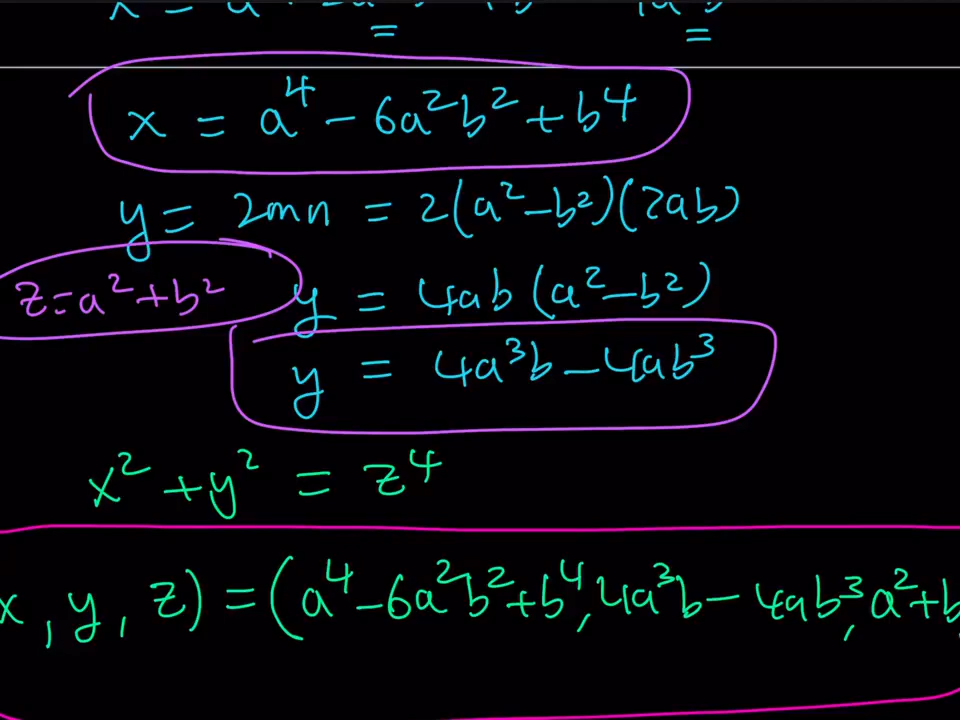 x = a⁴ - 6a²b² + b⁴
y = 2mn = 2(a²-b²)(2ab)
z=a²+b²
y = 4ab(a²-b²)
y = 4a³b - 4ab³
x² + y² = z⁴
x, y, z) = (a⁴-6a²b²+b⁴, 4a³b - 4ab³, a²+b